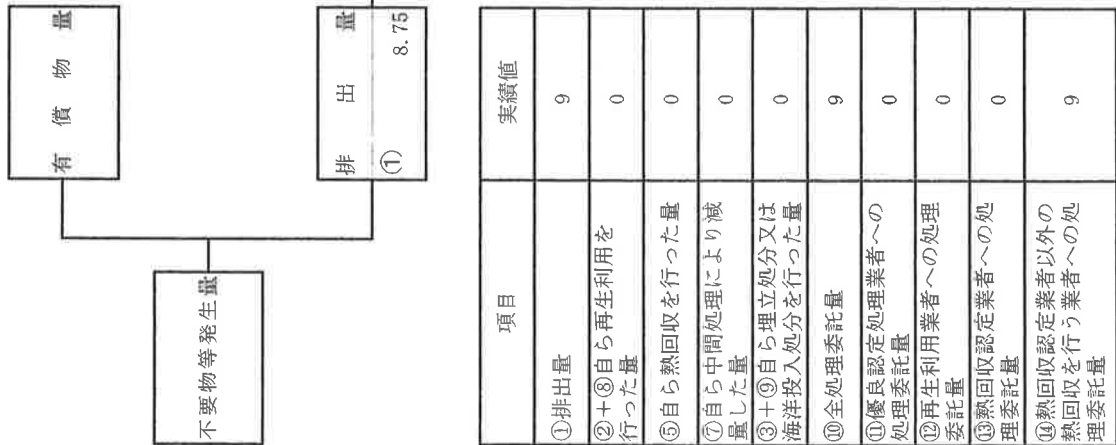 有償物量
排出量
① 8.75
不要物等発生量
項目 実績値
①排出量 9
②+⑧自ら再生利用を
行った量 0
⑤自ら熱回収を行った量 0
⑦自ら中間処理により減
量した量 0
③+⑨自ら埋立処分又は
海洋投入処分を行った量 0
⑩全処理委託量 9
⑪優良認定処理業者への
処理委託量 0
⑫再生利用業者への処理
委託量 0
⑬熱回収認定業者への処
理委託量 0
⑭熱回収認定業者以外の
熱回収を行う業者への処
理委託量 9